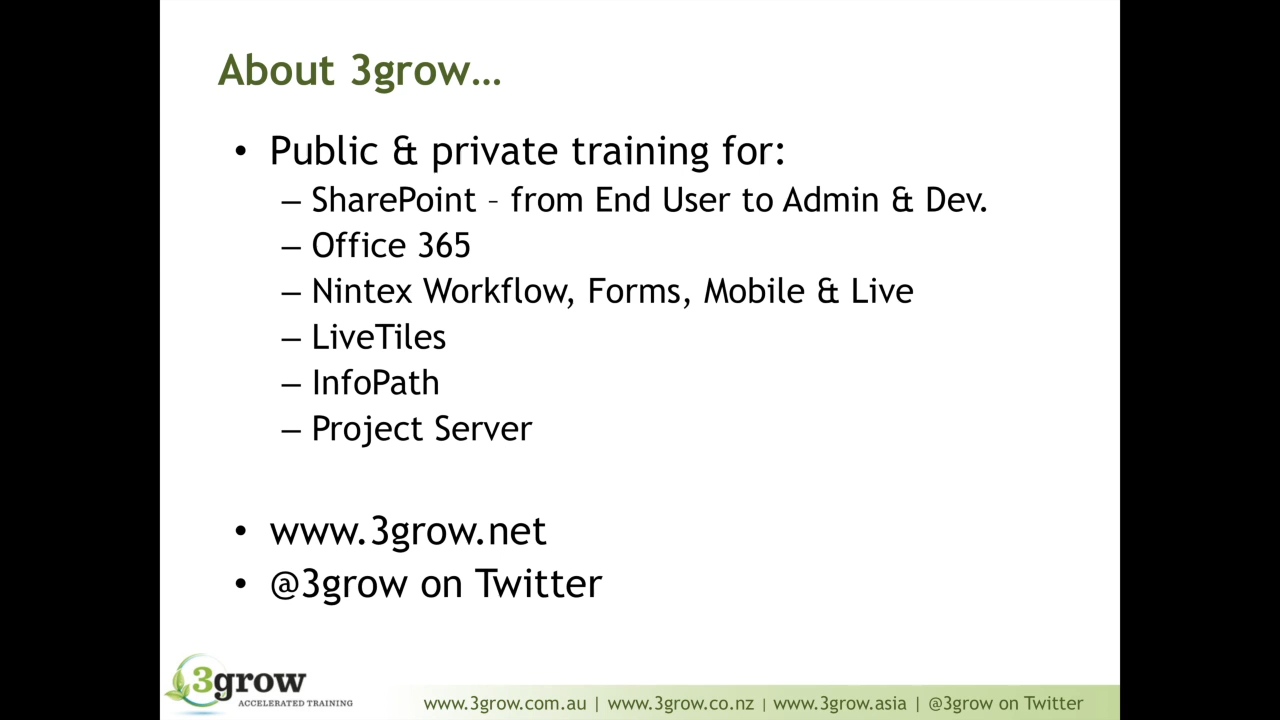 About 3grow…
• Public & private training for:
– SharePoint – from End User to Admin & Dev.
– Office 365
– Nintex Workflow, Forms, Mobile & Live
– LiveTiles
– InfoPath
– Project Server
• www.3grow.net
• @3grow on Twitter
3grow
ACCELERATED TRAINING
www.3grow.com.au | www.3grow.co.nz | www.3grow.asia | @3grow on Twitter